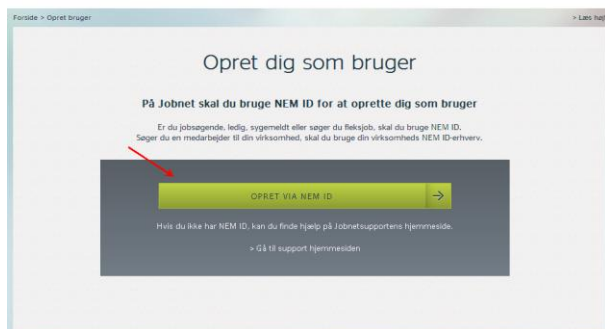 Forside > Opret bruger
> Læs højt
Opret dig som bruger
På Jobnet skal du bruge NEM ID for at oprette dig som bruger
Er du jobsøgende, ledig, sygemeldt eller søger du fleksjob, skal du bruge NEM ID.
Søger du en medarbejder til din virksomhed, skal du bruge din virksomheds NEM ID-erhverv.
OPRET VIA NEM ID
Hvis du ikke har NEM ID, kan du finde hjælp på Jobnetsupportens hjemmeside.
> Gå til support hjemmesiden